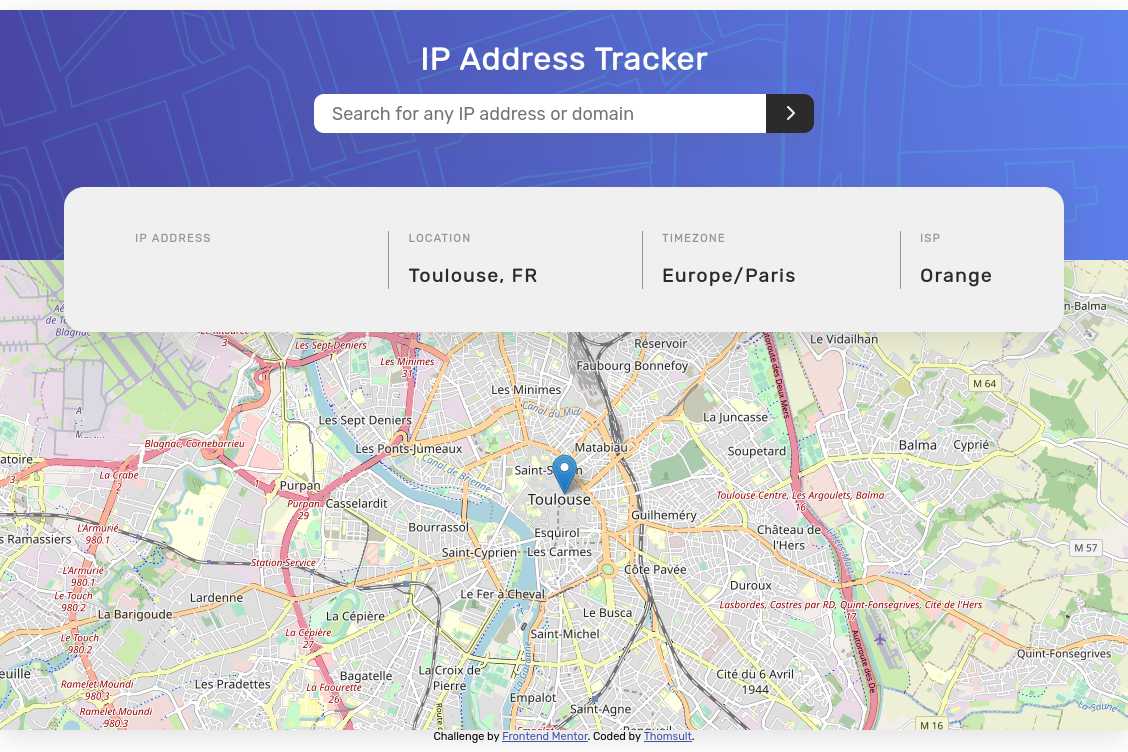 IP Address Tracker
Search for any IP address or domain
IP ADDRESS
LOCATION
TIMEZONE
ISP
Toulouse, FR
Europe/Paris
Orange
n-Balma
Les Sept-Deniers
1
Réservoir
Le Vidailhan
3
Les Minimes
31
Faubourg Bonnefoy
M 64
Les Minimes
Canal du Mi
Les Sept Deniers
La Juncasse
Blagnac, Cornebarrieu
Les Ponts-Jumeaux
Matabiau
Soupetard
Balma
Cyprié
atoire
La Crabe
3
Toulouse
Purpan
Purpan
29
Casselardit
Toulouse Centre, Les Argoulets, Balma
16
s Ramassiers
L'Armurié
980.1
Bourrassol
Esquirol
Guilheméry
Château de
l'Hers
M 57
Saint-Cyprien
Les Carmes
Station Service
L'Armurié
980.1
Côte Pavée
Le Touch
980.2
Lardenne
Le Fer à Cheval
Duroux
La Barigoude
La Cépière
Le Busca
Lasbordes, Castres par RD, Quint-Fonsegrives, Cité de l'Hers
17
Le Touch
980.2
La Cépière
27
Saint-Michel
Quint-Fonsegrives
euille
Ramelet-Moundi
980.3
Les Pradettes
Bagatelle
La Croix de
Pierre
Cité du 6 Avril
1944
La Faourette
26
Empalot
Saint-Agne
Ramelet Moundi
980.3
M 16
Challenge by Frontend Mentor. Coded by Thomsult.